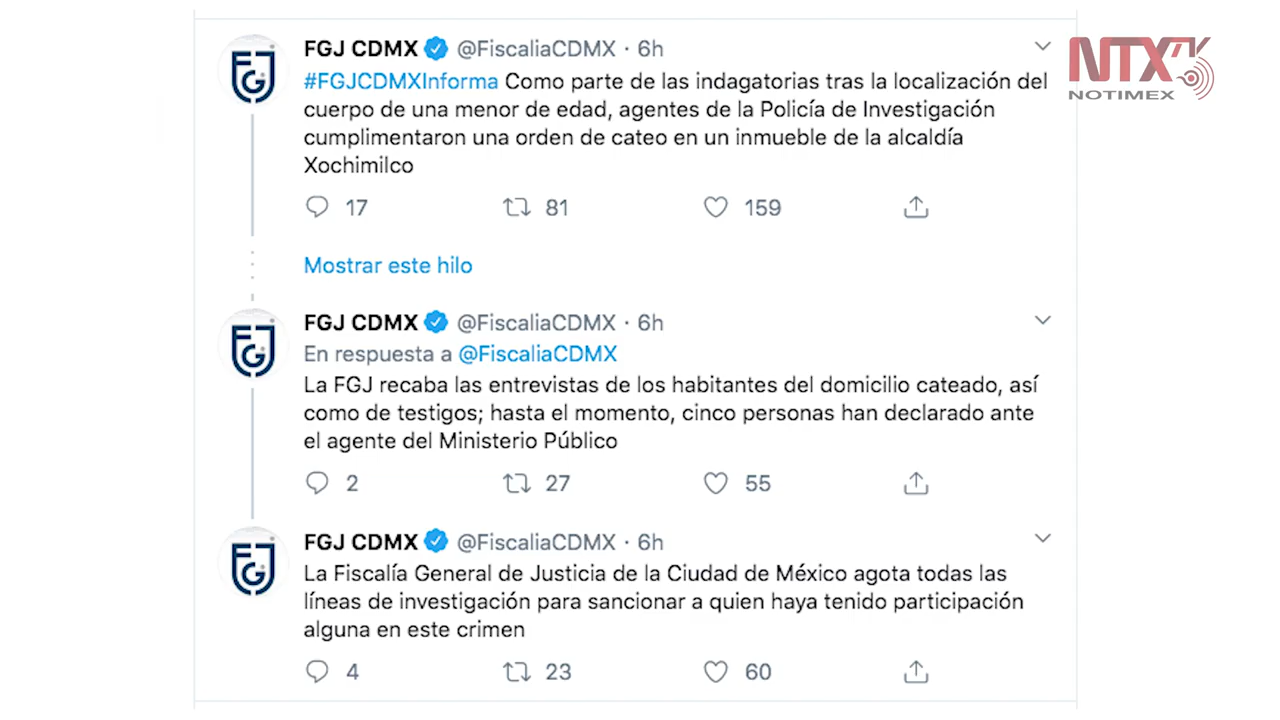 FGJ CDMX @FiscaliaCDMX · 6h
#FGJCDMXInforma Como parte de las indagatorias tras la localización del
cuerpo de una menor de edad, agentes de la Policía de Investigación
cumplimentaron una orden de cateo en un inmueble de la alcaldía
Xochimilco
17 81 159
Mostrar este hilo
FGJ CDMX @FiscaliaCDMX · 6h
En respuesta a @FiscaliaCDMX
La FGJ recaba las entrevistas de los habitantes del domicilio cateado, así
como de testigos; hasta el momento, cinco personas han declarado ante
el agente del Ministerio Público
2 27 55
FGJ CDMX @FiscaliaCDMX · 6h
La Fiscalía General de Justicia de la Ciudad de México agota todas las
líneas de investigación para sancionar a quien haya tenido participación
alguna en este crimen
4 23 60
NTX TV
NOTIMEX
FGJ
FGJ
FGJ